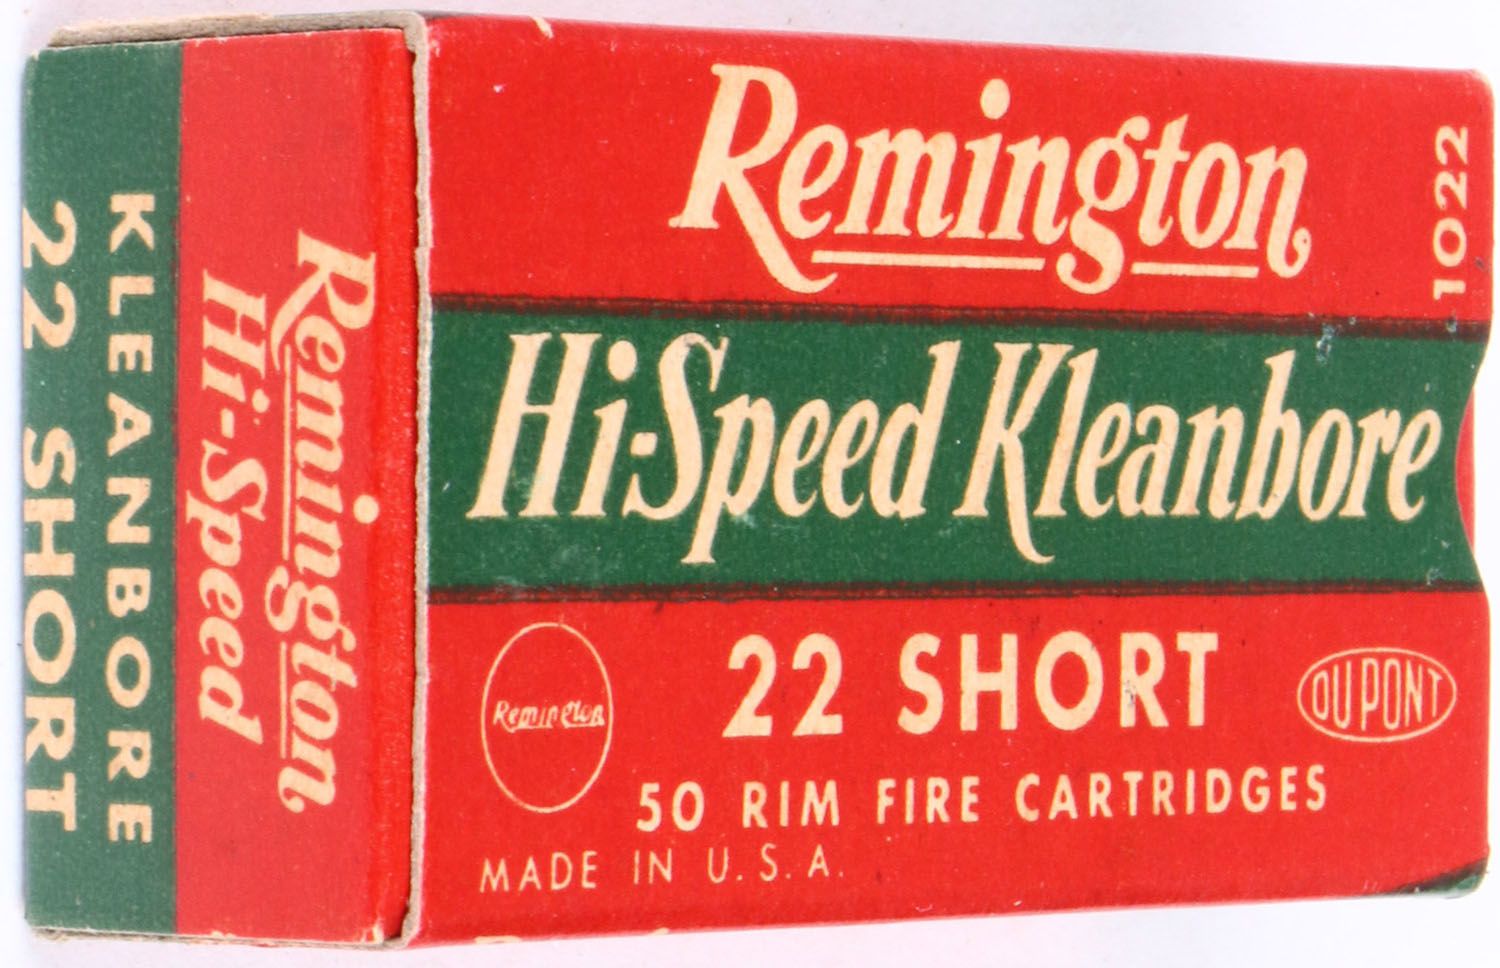 Remington
1022
Hi-Speed Kleanbore
22 SHORT
Remington
DU PONT
50 RIM FIRE CARTRIDGES
MADE IN U.S.A.
Remington
Hi-Speed
KLEANBORE
22 SHORT